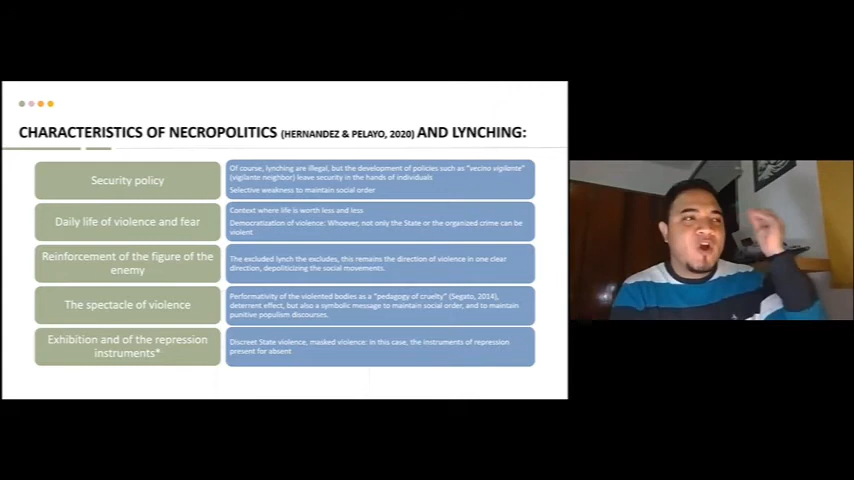 CHARACTERISTICS OF NECROPOLITICS (HERNANDEZ & PELAYO, 2020) AND LYNCHING:
Security policy
Of course, lynching are illegal, but the development of policies such as "vecino vigilante"
(vigilante neighbor) leave security in the hands of individuals
Selective weakness to maintain social order
Daily life of violence and fear
Context where life is worth less and less
Democratization of violence: Whoever, not only the State or the organized crime can be
violent
Reinforcement of the figure of the
enemy
The excluded lynch the excludes, this remains the direction of violence in one clear
direction, depoliticizing the social movements.
The spectacle of violence
Performativity of the violented bodies as a "pedagogy of cruelty" (Segato, 2014),
deterrent effect, but also a symbolic message to maintain social order, and to maintain
punitive populism discourses.
Exhibition and of the repression
instruments*
Discreet State violence, masked violence: in this case, the instruments of repression
present for absent